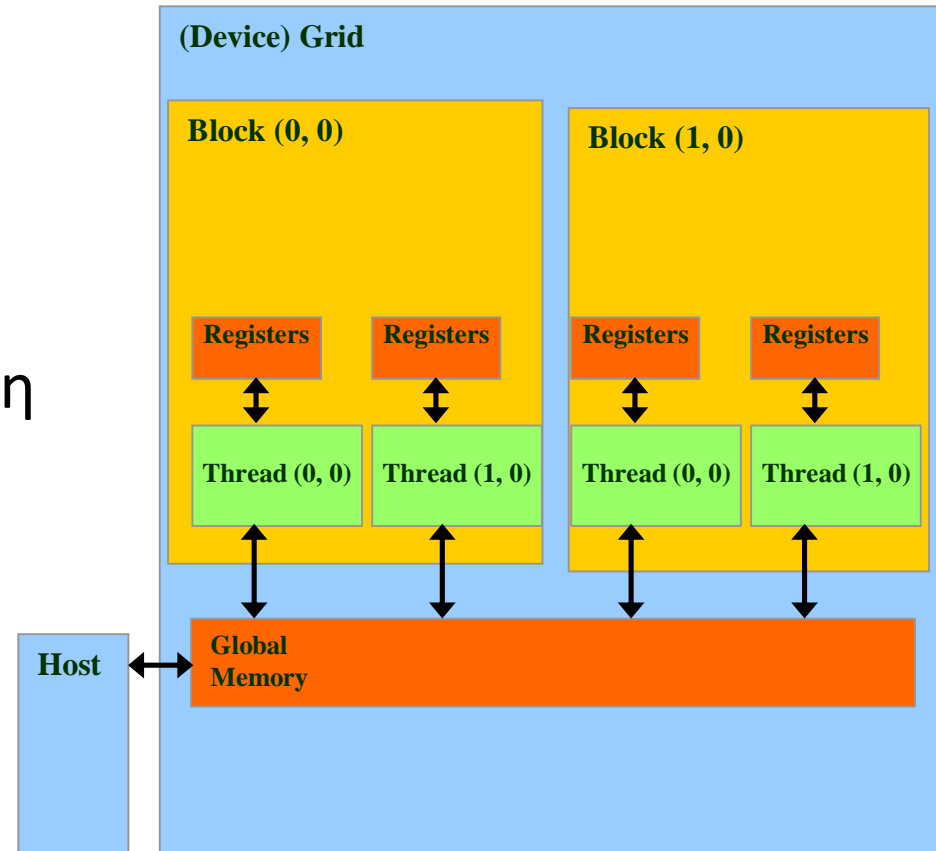 (Device) Grid
Block (0, 0)
Block (1, 0)
Registers
Registers
Registers
Registers
η
Thread (0, 0)
Thread (1, 0)
Thread (0, 0)
Thread (1, 0)
Global
Memory
Host